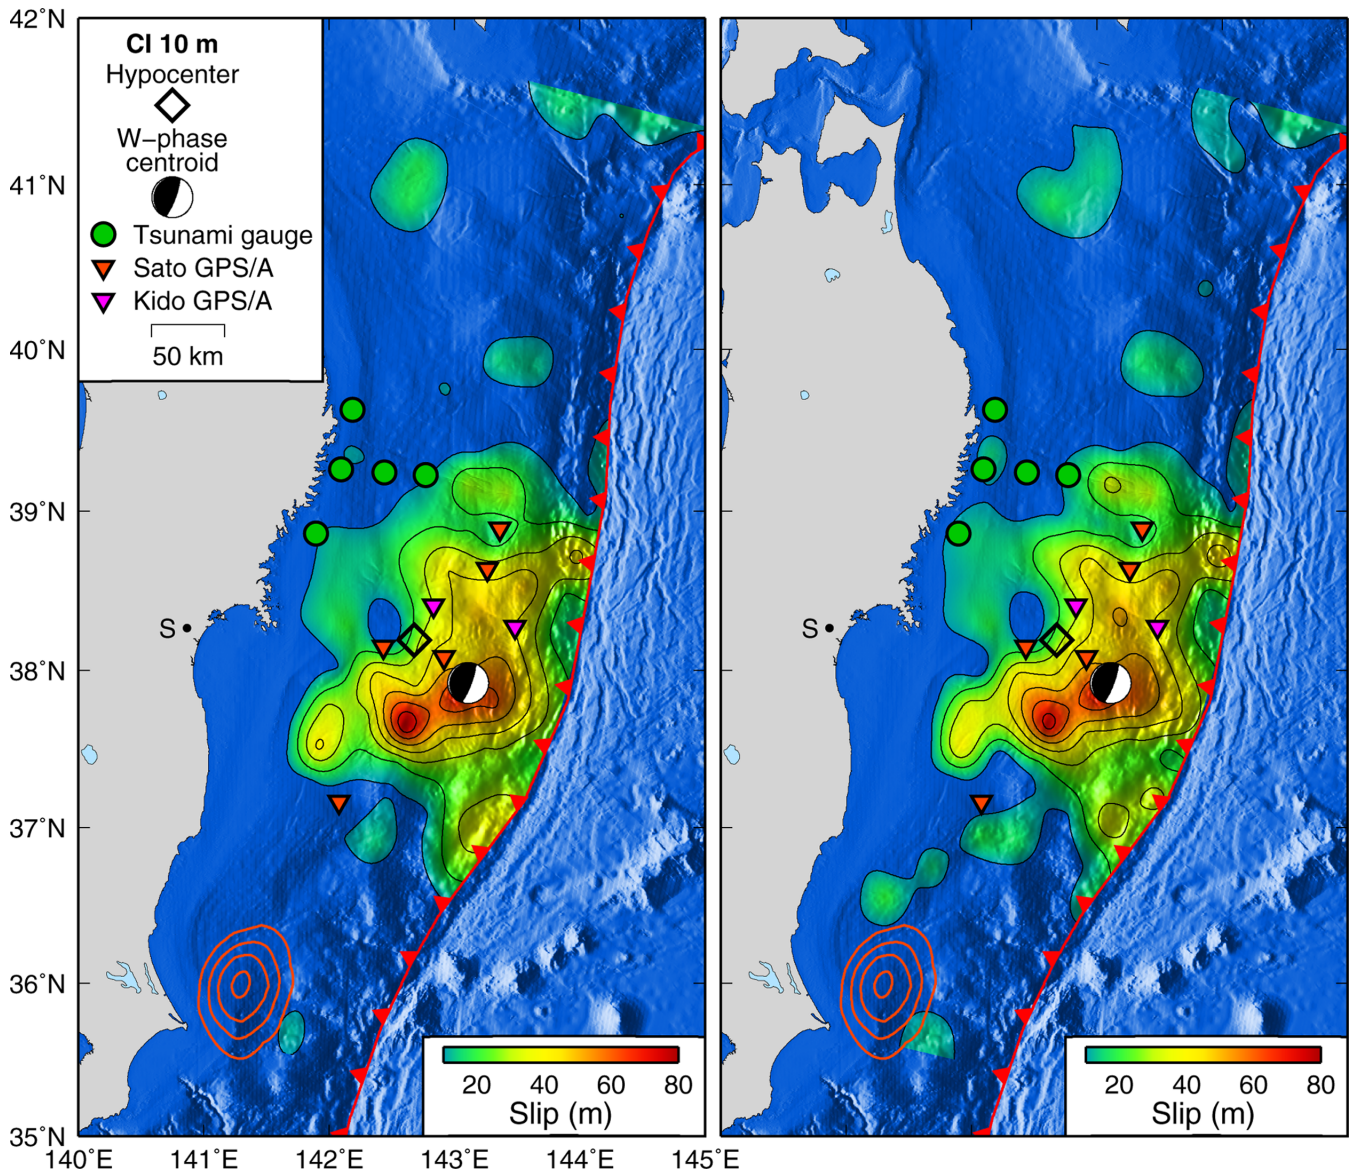 42°N
41°N
40°N
39°N
38°N
37°N
36°N
35°N
CI 10 m
Hypocenter
W−phase
centroid
Tsunami gauge
Sato GPS/A
Kido GPS/A
50 km
S
20 40 60 80
Slip (m)
140°E 141°E 142°E 143°E 144°E 145°E
S
20 40 60 80
Slip (m)